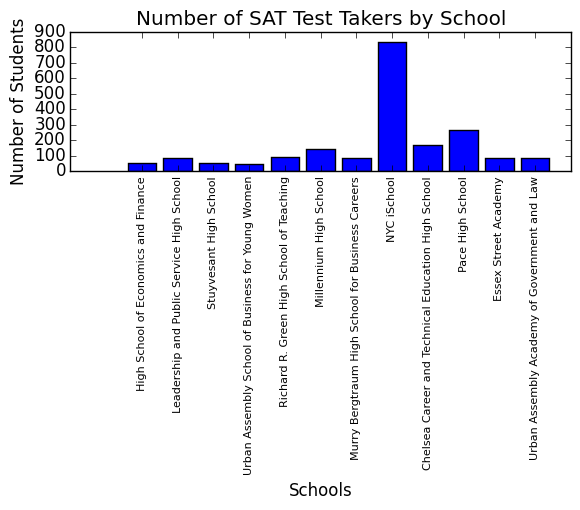 Number of SAT Test Takers by School
Number of Students
900
800
700
600
500
400
300
200
100
0
High School of Economics and Finance
Leadership and Public Service High School
Stuyvesant High School
Urban Assembly School of Business for Young Women
Richard R. Green High School of Teaching
Millennium High School
Murry Bergtraum High School for Business Careers
NYC iSchool
Chelsea Career and Technical Education High School
Pace High School
Essex Street Academy
Urban Assembly Academy of Government and Law
Schools